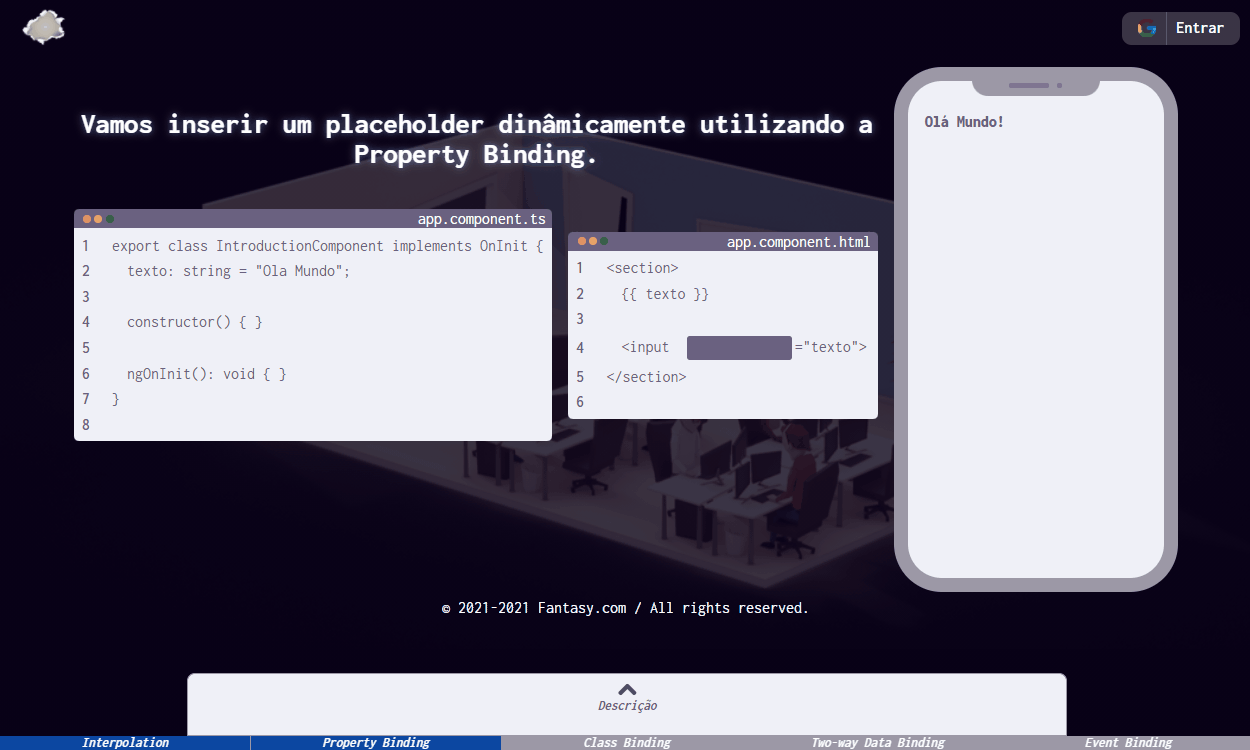 Entrar
Vamos inserir um placeholder dinâmicamente utilizando a
Property Binding.
app.component.ts
1 export class IntroductionComponent implements OnInit {
2 texto: string = "Ola Mundo";
3
4 constructor() { }
5
6 ngOnInit(): void { }
7 }
8
app.component.html
1 <section>
2 {{ texto }}
3
4 <input ="texto">
5 </section>
6
Olá Mundo!
© 2021-2021 Fantasy.com / All rights reserved.
Descrição
Interpolation
Property Binding
Class Binding
Two-way Data Binding
Event Binding